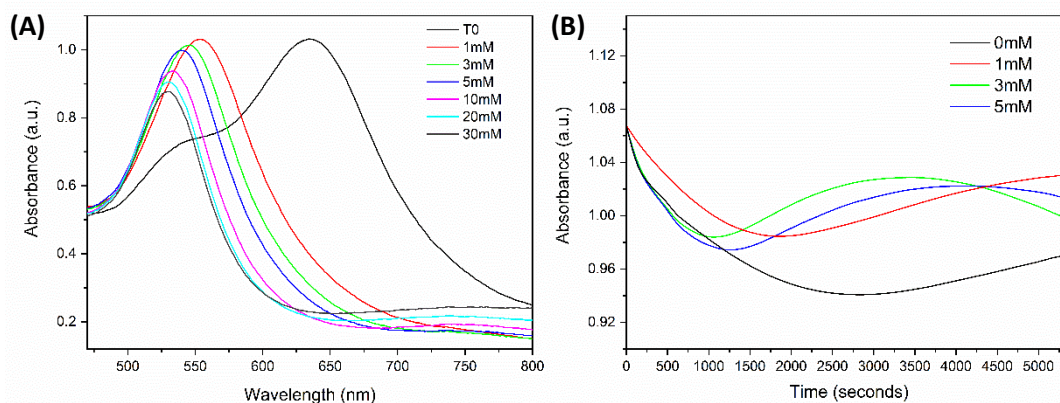 (A)
Absorbance (a.u.)
1.0
0.8
0.6
0.4
0.2
500 550 600 650 700 750 800
Wavelength (nm)
T0
1mM
3mM
5mM
10mM
20mM
30mM
(B)
Absorbance (a.u.)
1.12
1.08
1.04
1.00
0.96
0.92
0 500 1000 1500 2000 2500 3000 3500 4000 4500 5000
Time (seconds)
0mM
1mM
3mM
5mM